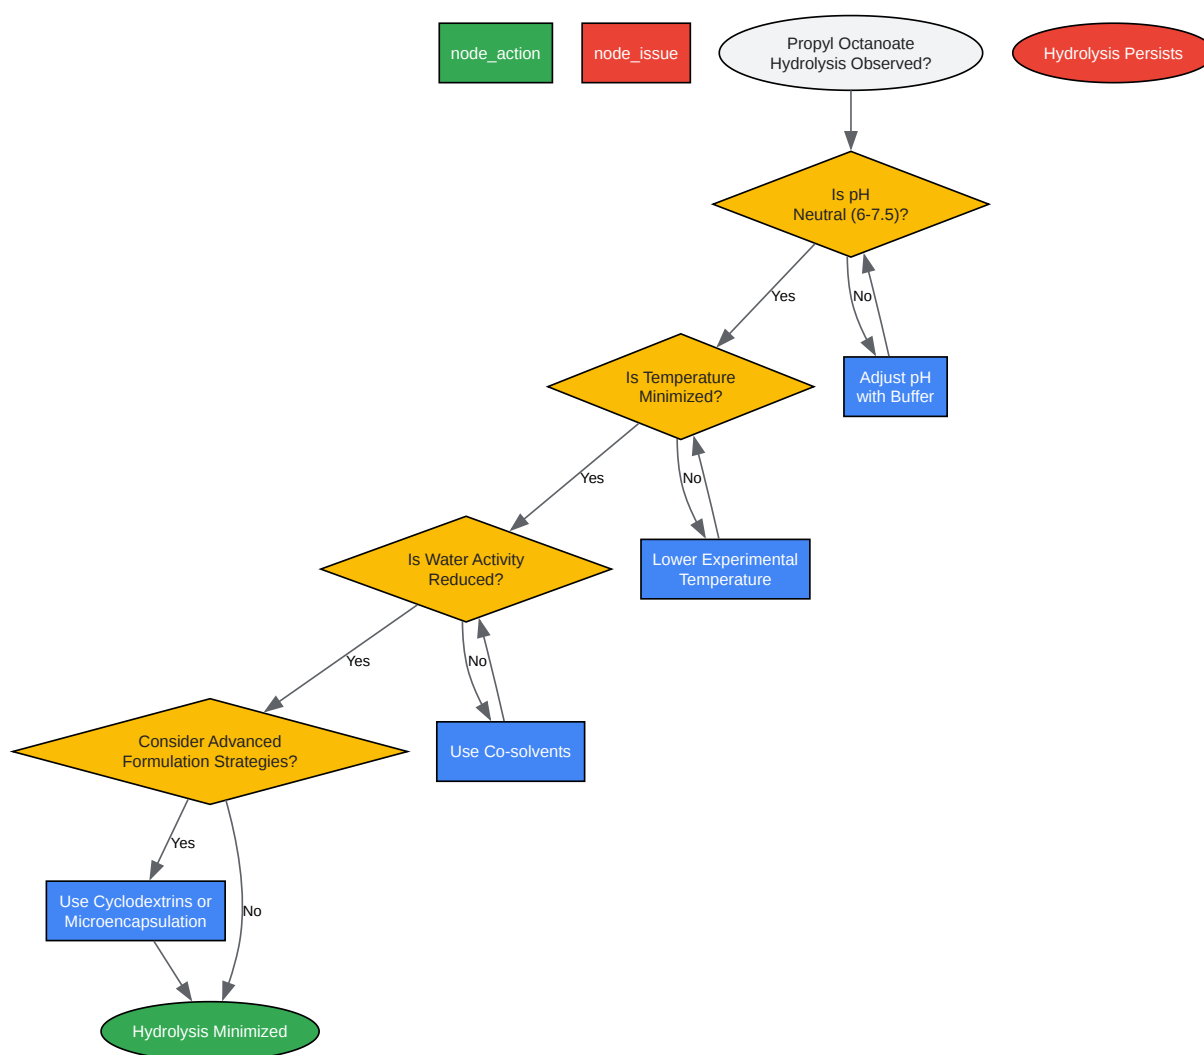 node_action
node_issue
Propyl Octanoate
Hydrolysis Observed?
Hydrolysis Persists
Is pH
Neutral (6-7.5)?
Yes
No
Is Temperature
Minimized?
Adjust pH
with Buffer
Yes
No
Is Water Activity
Reduced?
Lower Experimental
Temperature
Yes
No
Consider Advanced
Formulation Strategies?
Use Co-solvents
Yes
No
Use Cyclodextrins or
Microencapsulation
Hydrolysis Minimized